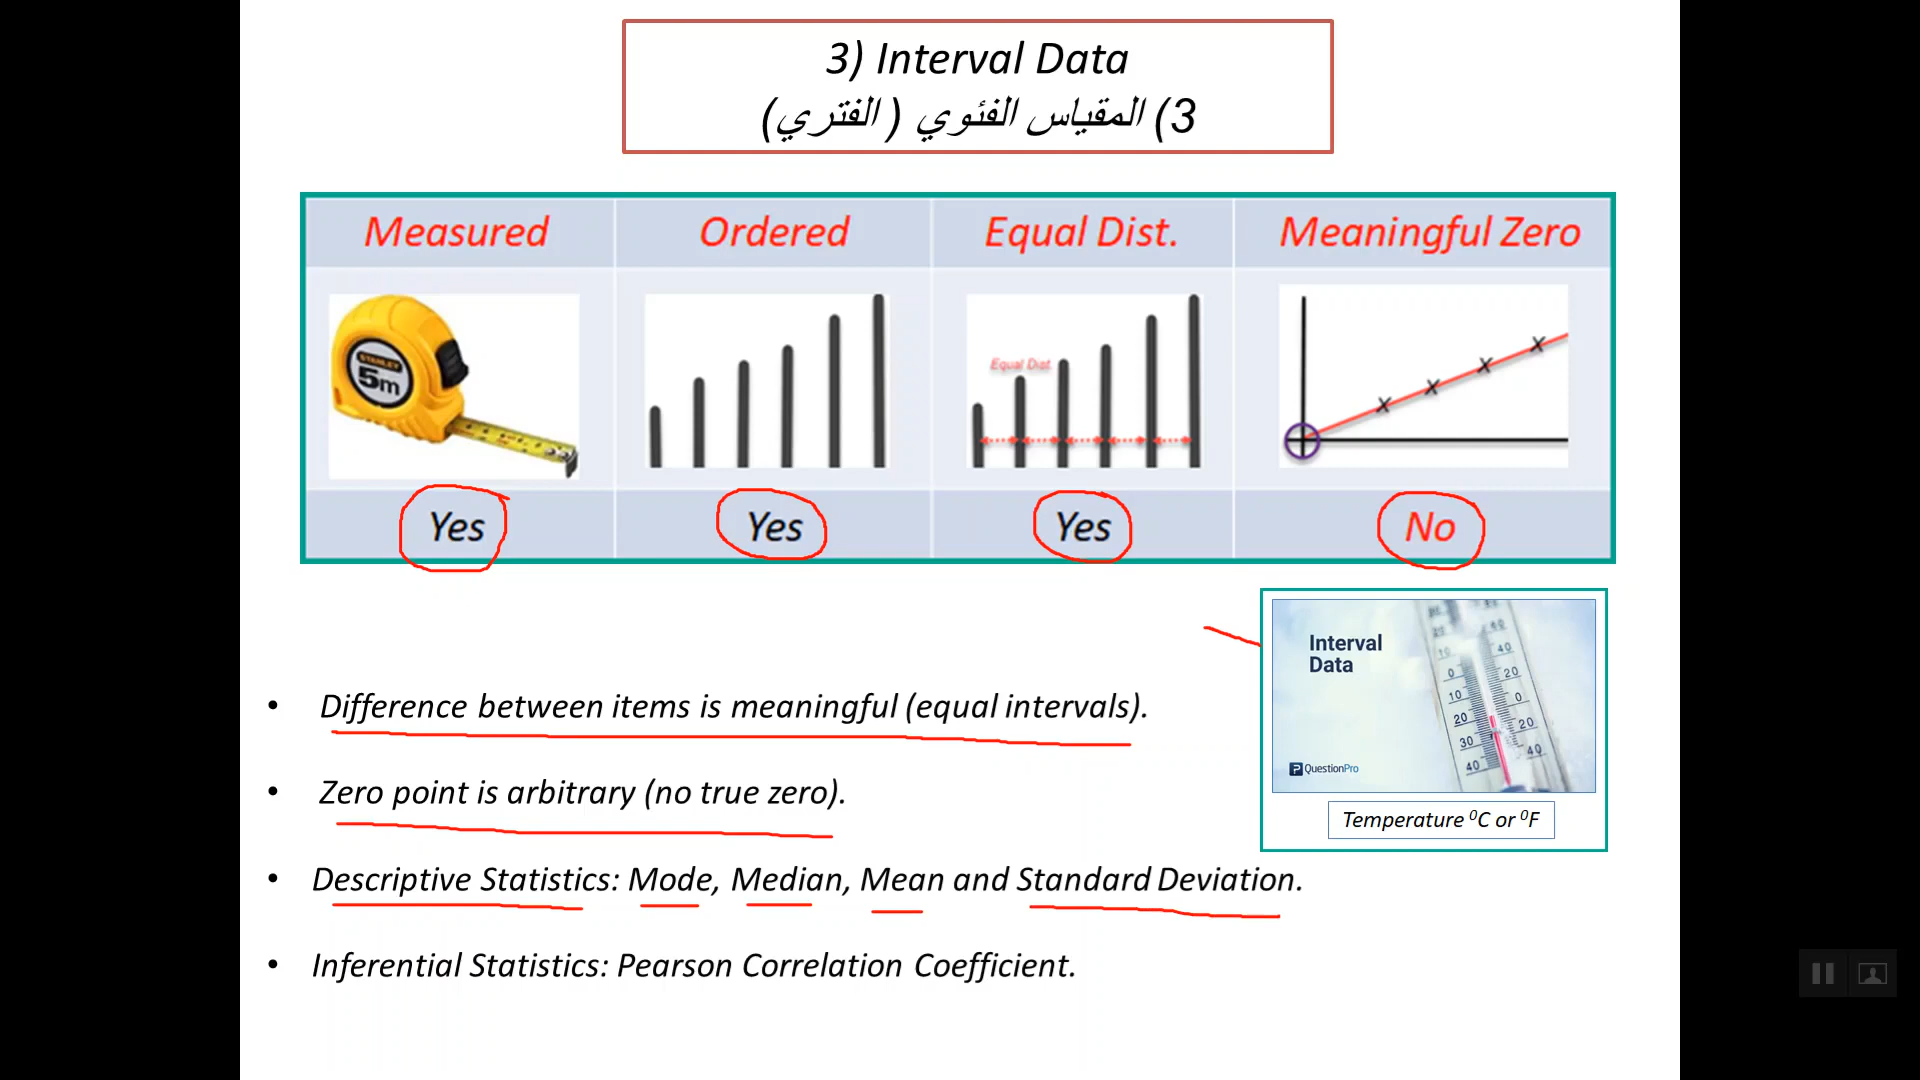 3) Interval Data
3) المقياس الفئوي ( الفتري)
Measured Ordered Equal Dist. Meaningful Zero
STANLEY
5m
Equal Dist.
Yes Yes Yes No
Interval
Data
QuestionPro
Temperature ⁰C or ⁰F
• Difference between items is meaningful (equal intervals).
• Zero point is arbitrary (no true zero).
• Descriptive Statistics: Mode, Median, Mean and Standard Deviation.
• Inferential Statistics: Pearson Correlation Coefficient.